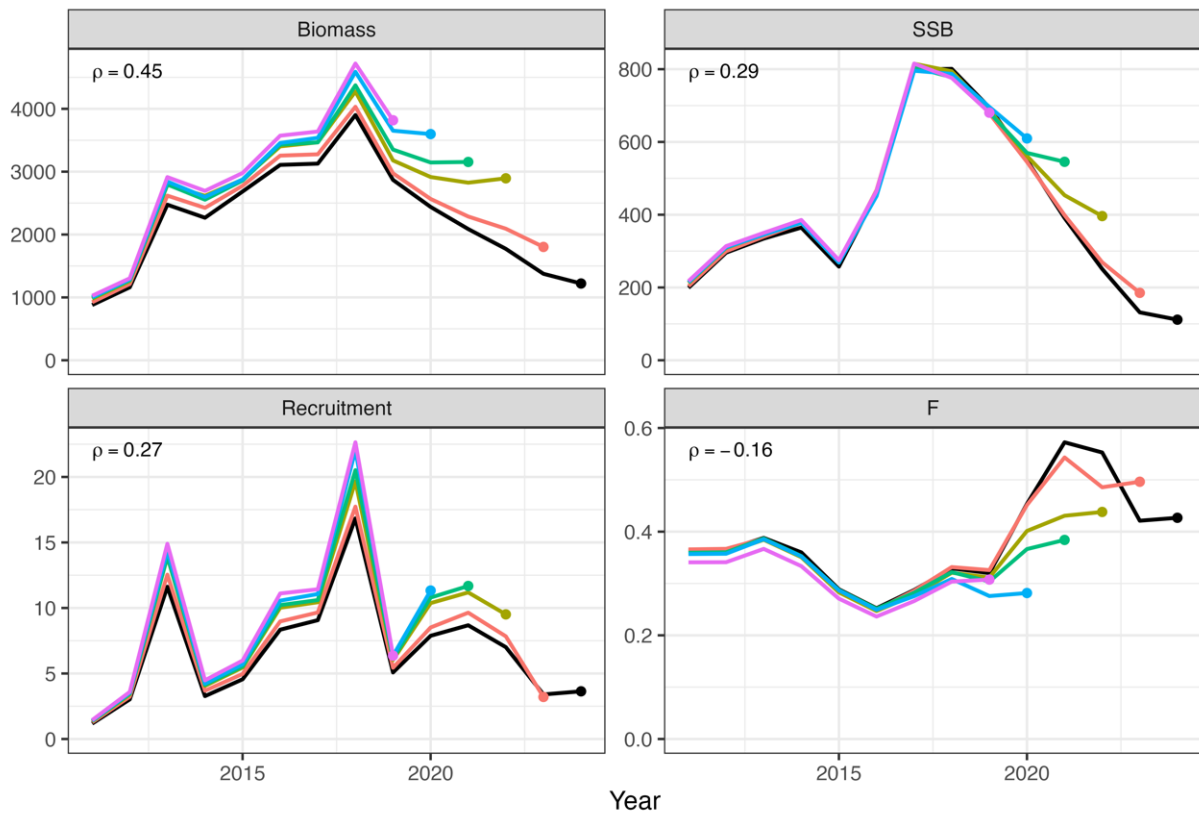 Biomass
SSB
ρ = 0.45
ρ = 0.29
4000
3000
2000
1000
0
800
600
400
200
0
Recruitment
F
ρ = 0.27
ρ = −0.16
20
15
10
5
0
0.6
0.4
0.2
0.0
2015
2020
2015
2020
Year